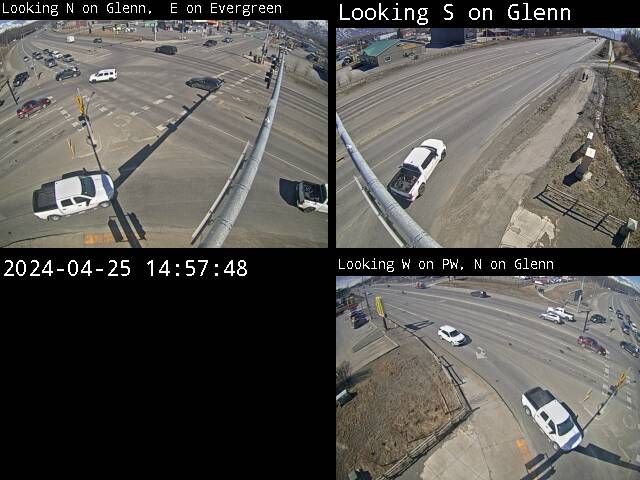 Looking N on Glenn, E on Evergreen
Looking S on Glenn
2024-04-25 14:57:48
Looking W on PW, N on Glenn